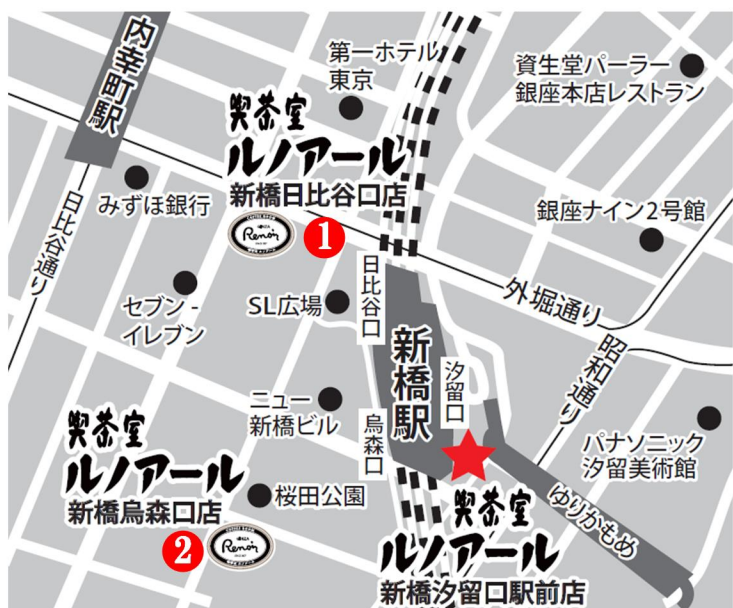 内幸町駅
第一ホテル
東京
資生堂パーラー
銀座本店レストラン
喫茶室
ルノアール
新橋日比谷口店
Renoir
1
みずほ銀行
日比谷通り
銀座ナイン2号館
セブン-
イレブン
SL広場
日比谷口
外堀通り
新橋駅
汐留口
昭和通り
ニュー
新橋ビル
烏森口
パナソニック
汐留美術館
喫茶室
ルノアール
新橋烏森口店
2
Renoir
桜田公園
ゆりかもめ
喫茶室
ルノアール
新橋汐留口駅前店